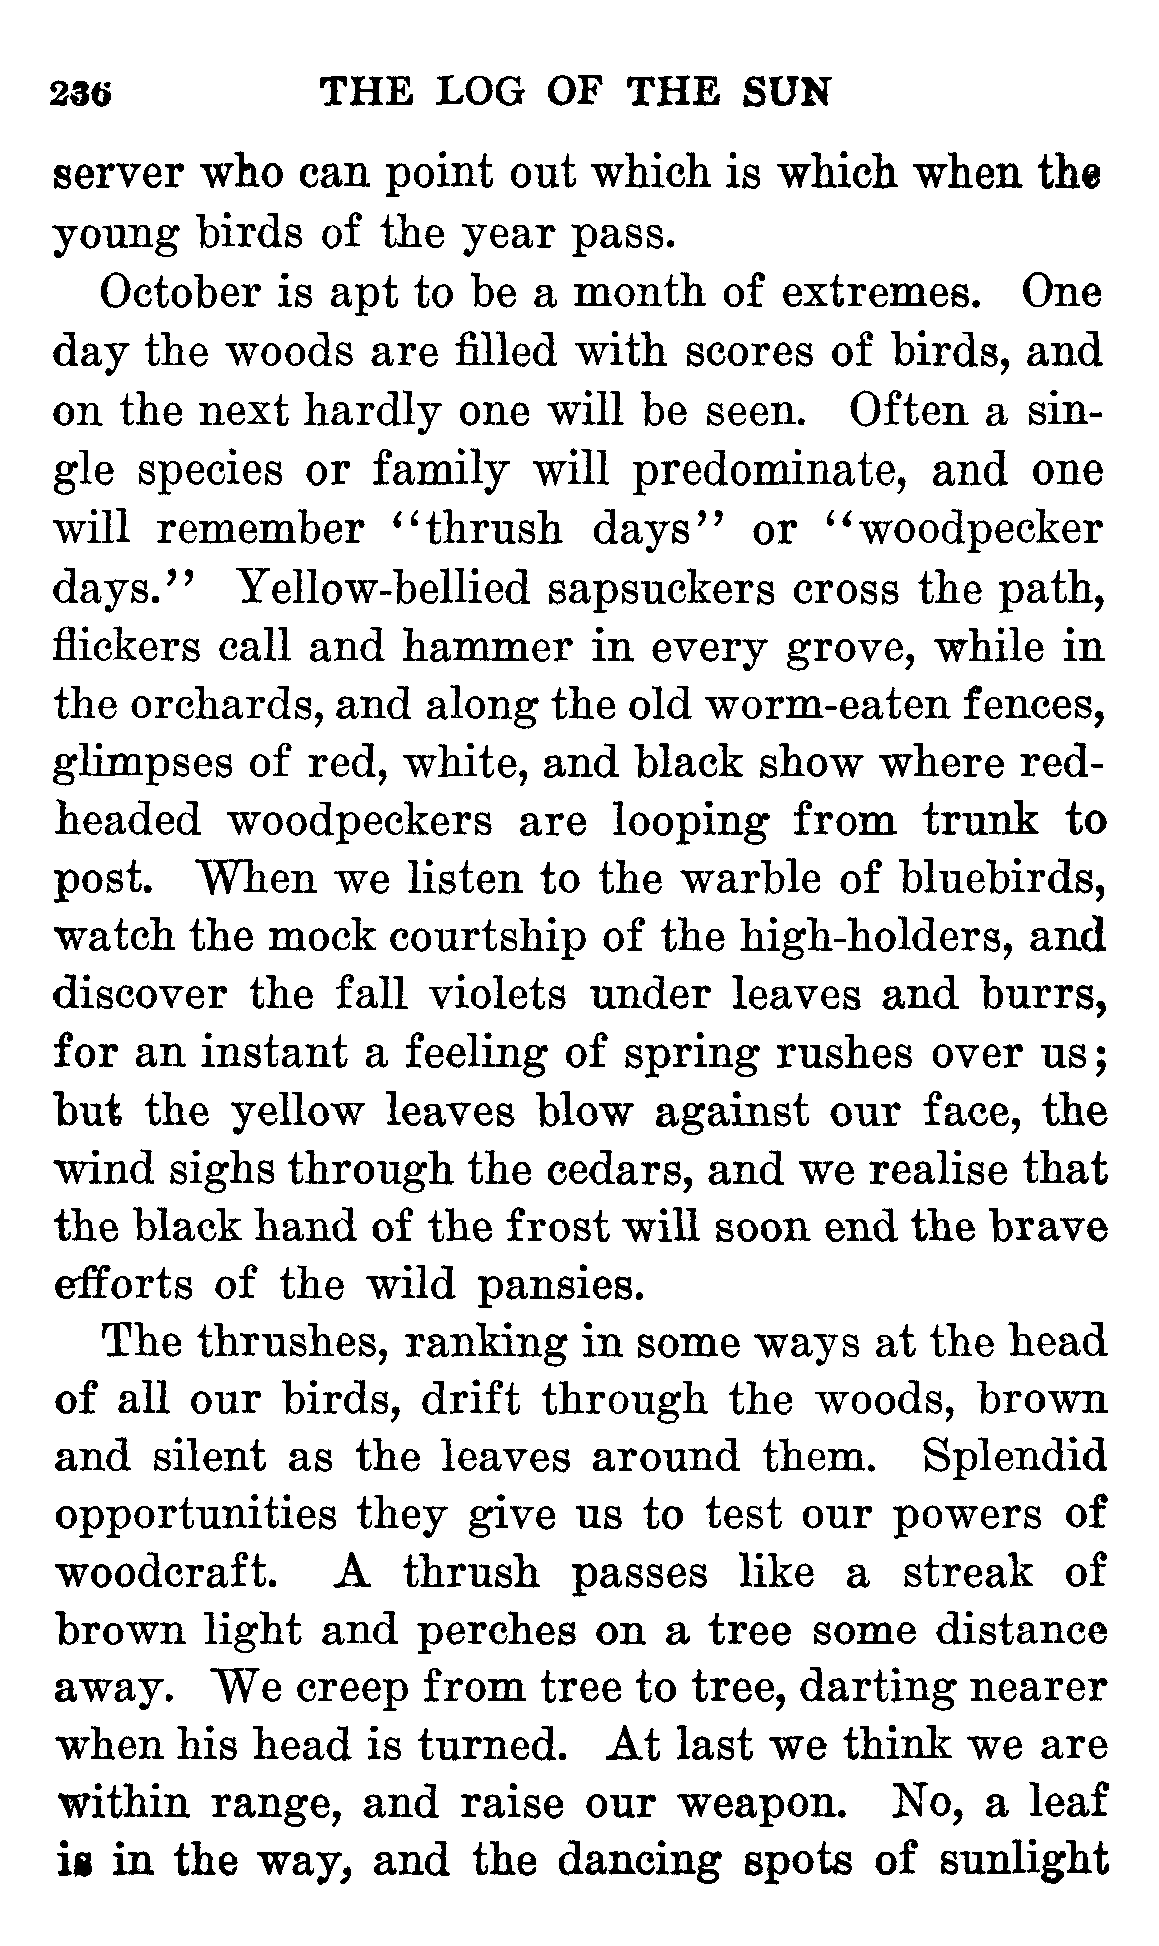 236 THE LOG OF THE SUN
server who can point out which is which when the
young birds of the year pass.
October is apt to be a month of extremes. One
day the woods are filled with scores of birds, and
on the next hardly one will be seen. Often a sin-
gle species or family will predominate, and one
will remember "thrush days" or "woodpecker
days." Yellow-bellied sapsuckers cross the path,
flickers call and hammer in every grove, while in
the orchards, and along the old worm-eaten fences,
glimpses of red, white, and black show where red-
headed woodpeckers are looping from trunk to
post. When we listen to the warble of bluebirds,
watch the mock courtship of the high-holders, and
discover the fall violets under leaves and burrs,
for an instant a feeling of spring rushes over us;
but the yellow leaves blow against our face, the
wind sighs through the cedars, and we realise that
the black hand of the frost will soon end the brave
efforts of the wild pansies.
The thrushes, ranking in some ways at the head
of all our birds, drift through the woods, brown
and silent as the leaves around them. Splendid
opportunities they give us to test our powers of
woodcraft. A thrush passes like a streak of
brown light and perches on a tree some distance
away. We creep from tree to tree, darting nearer
when his head is turned. At last we think we are
within range, and raise our weapon. No, a leaf
is in the way, and the dancing spots of sunlight